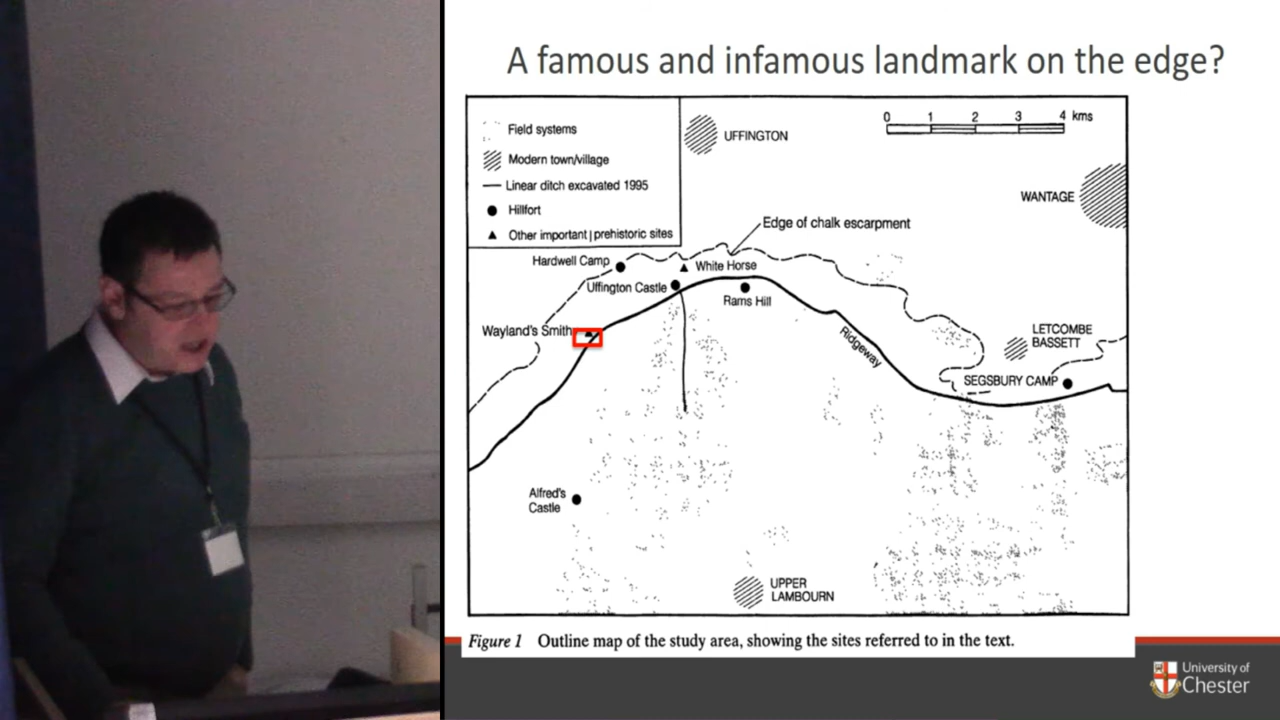 A famous and infamous landmark on the edge?
Field systems
Modern town/village
Linear ditch excavated 1995
Hillfort
Other important prehistoric sites
UFFINGTON
0 1 2 3 4 kms
WANTAGE
Edge of chalk escarpment
Hardwell Camp
White Horse
Uffington Castle
Rams Hill
Wayland's Smith
Ridgeway
LETCOMBE
BASSETT
SEGSBURY CAMP
Alfred's
Castle
UPPER
LAMBOURN
Figure 1 Outline map of the study area, showing the sites referred to in the text.
University of
Chester